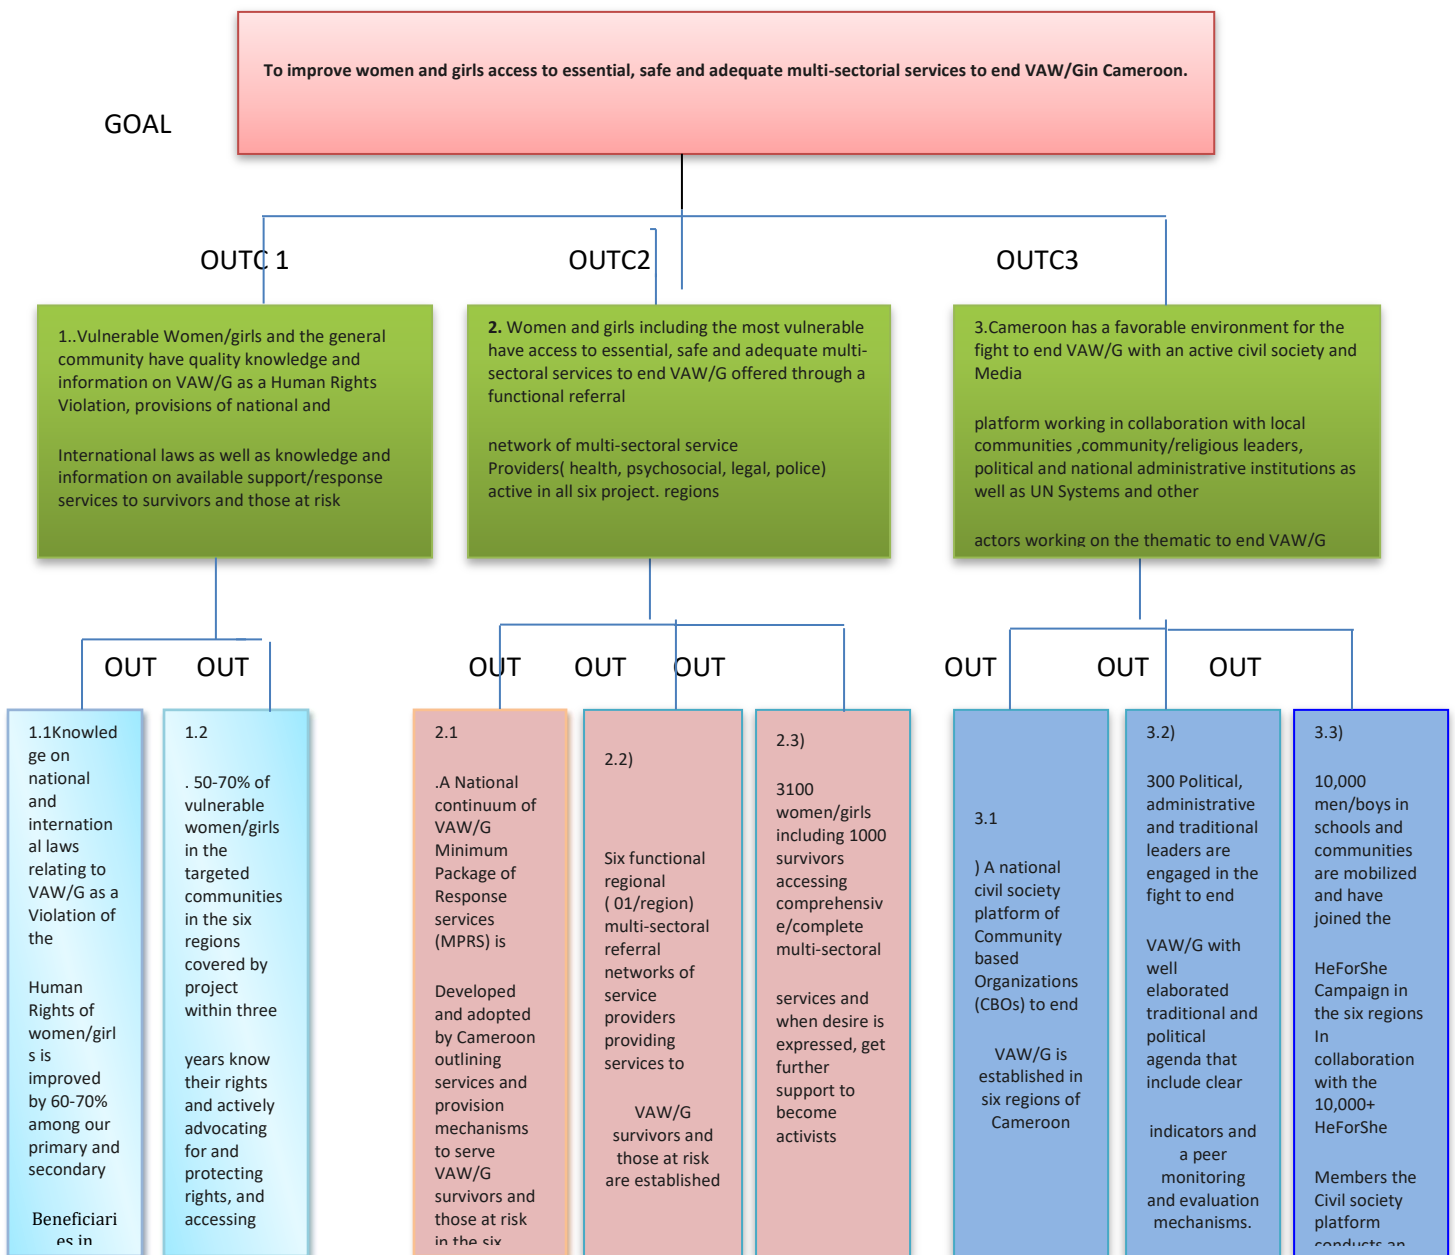 To improve women and girls access to essential, safe and adequate multi-sectorial services to end VAW/Gin Cameroon.
GOAL
OUTC 1
OUTC2
OUTC3
1..Vulnerable Women/girls and the general
community have quality knowledge and
information on VAW/G as a Human Rights
Violation, provisions of national and
International laws as well as knowledge and
information on available support/response
services to survivors and those at risk
2. Women and girls including the most vulnerable
have access to essential, safe and adequate multi-
sectoral services to end VAW/G offered through a
functional referral
network of multi-sectoral service
Providers( health, psychosocial, legal, police)
active in all six project. regions
3.Cameroon has a favorable environment for the
fight to end VAW/G with an active civil society and
Media
platform working in collaboration with local
communities ,community/religious leaders,
political and national administrative institutions as
well as UN Systems and other
actors working on the thematic to end VAW/G
OUT
OUT
OUT
OUT
OUT
OUT
OUT
OUT
1.1Knowled
ge on
national
and
internation
al laws
relating to
VAW/G as a
Violation of
the
Human
Rights of
women/girl
s is
improved
by 60-70%
among our
primary and
secondary
Beneficiari
es in
1.2
. 50-70% of
vulnerable
women/girls
in the
targeted
communities
in the six
regions
covered by
project
within three
years know
their rights
and actively
advocating
for and
protecting
rights, and
accessing
2.1
.A National
continuum of
VAW/G
Minimum
Package of
Response
services
(MPRS) is
Developed
and adopted
by Cameroon
outlining
services and
provision
mechanisms
to serve
VAW/G
survivors and
those at risk
in the six
2.2)
Six functional
regional
( 01/region)
multi-sectoral
referral
networks of
service
providers
providing
services to
VAW/G
survivors and
those at risk
are established
2.3)
3100
women/girls
including 1000
survivors
accessing
comprehensiv
e/complete
multi-sectoral
services and
when desire is
expressed, get
further
support to
become
activists
3.1
) A national
civil society
platform of
Community
based
Organizations
(CBOs) to end
VAW/G is
established in
six regions of
Cameroon
3.2)
300 Political,
administrative
and traditional
leaders are
engaged in the
fight to end
VAW/G with
well
elaborated
traditional and
political
agenda that
include clear
indicators and
a peer
monitoring
and evaluation
mechanisms.
3.3)
10,000
men/boys in
schools and
communities
are mobilized
and have
joined the
HeForShe
Campaign in
the six regions
In
collaboration
with the
10,000+
HeForShe
Members the
Civil society
platform
conducts an